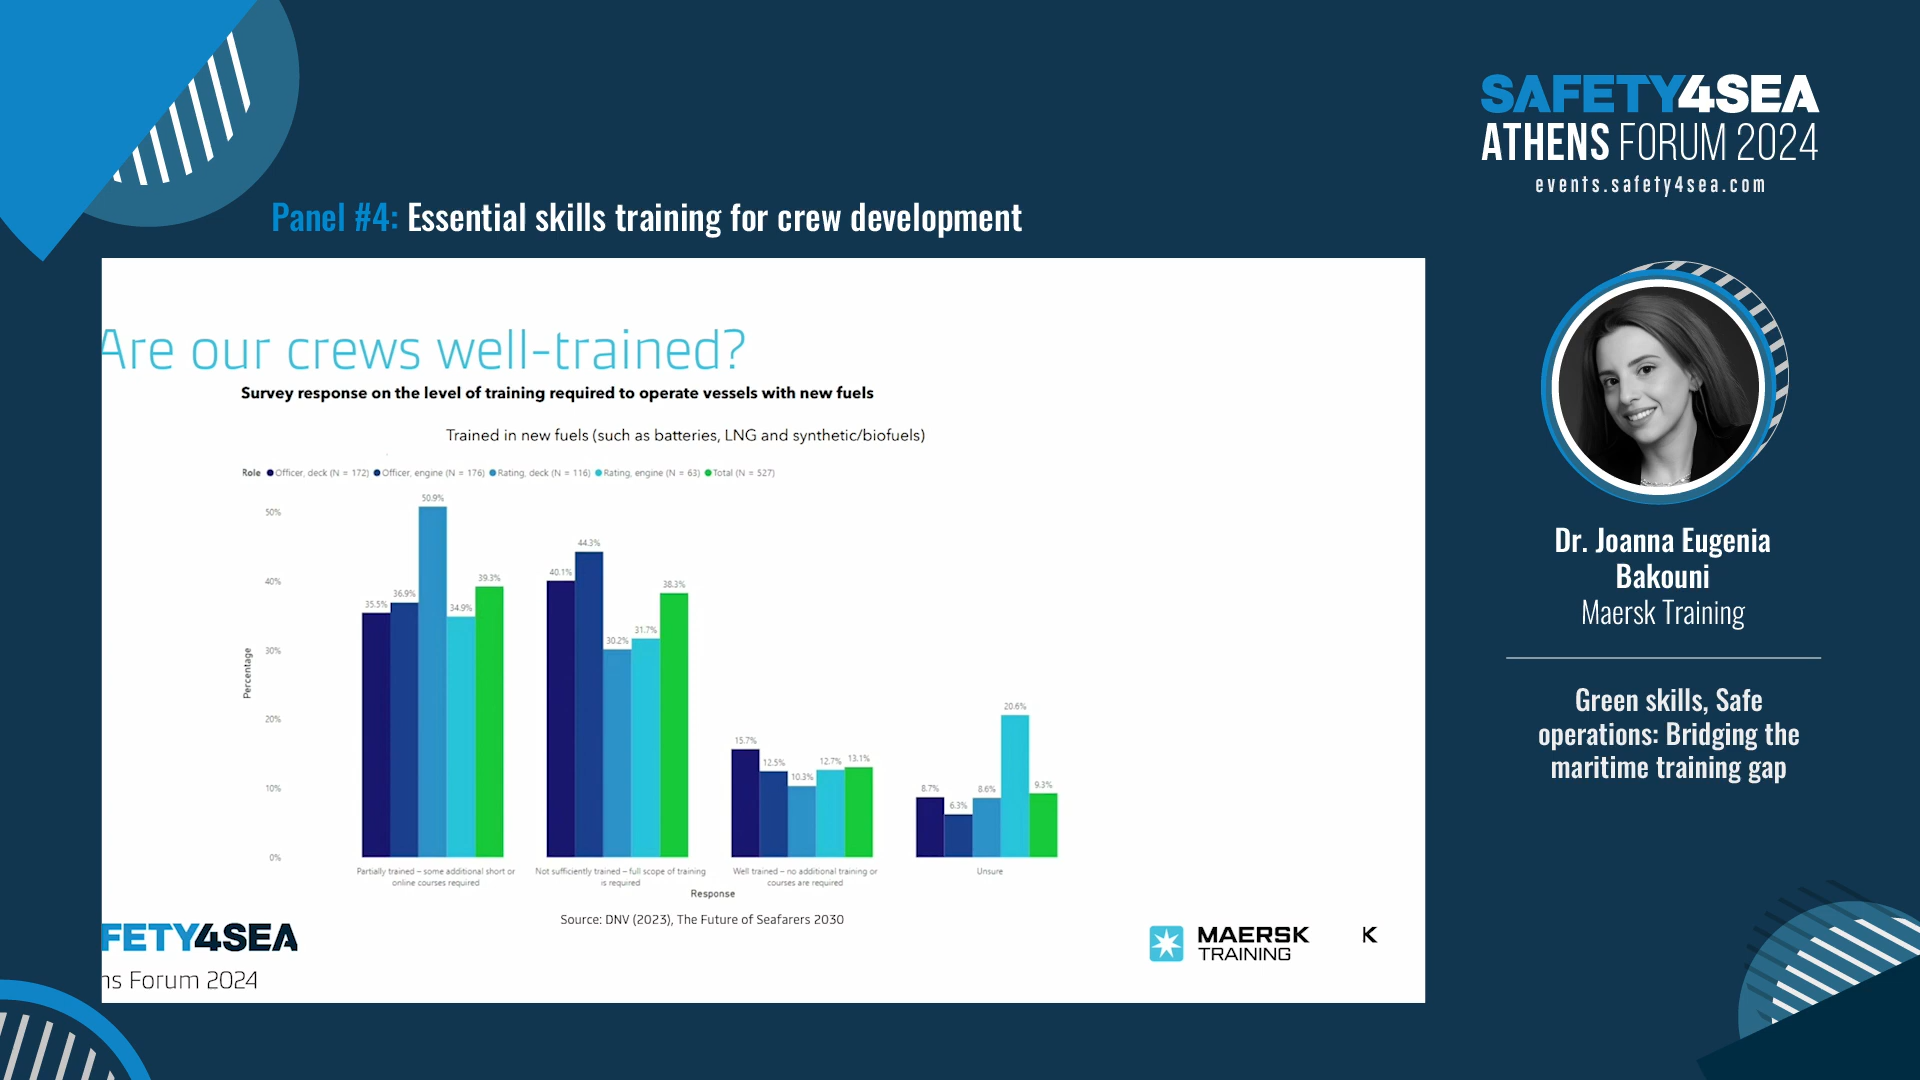 SAFETY4SEA
ATHENS FORUM 2024
events.safety4sea.com
Panel #4: Essential skills training for crew development
Are our crews well-trained?
Survey response on the level of training required to operate vessels with new fuels
Trained in new fuels (such as batteries, LNG and synthetic/biofuels)
Role Officer, deck (N = 172) Officer, engine (N = 176) Rating, deck (N = 116) Rating, engine (N = 63) Total (N = 527)
50%
40%
30%
20%
10%
0%
Percentage
35.5% 36.9% 50.9% 34.9% 39.3%
40.1% 44.3% 30.2% 31.7% 38.3%
15.7% 12.5% 10.3% 12.7% 13.1%
8.7% 6.3% 8.6% 20.6% 9.3%
Partially trained – some additional short or
online courses required
Not sufficiently trained – full scope of training
is required
Well trained – no additional training or
courses are required
Unsure
Response
Source: DNV (2023), The Future of Seafarers 2030
FETY4SEA
ns Forum 2024
MAERSK
TRAINING
K
Dr. Joanna Eugenia
Bakouni
Maersk Training
Green skills, Safe
operations: Bridging the
maritime training gap